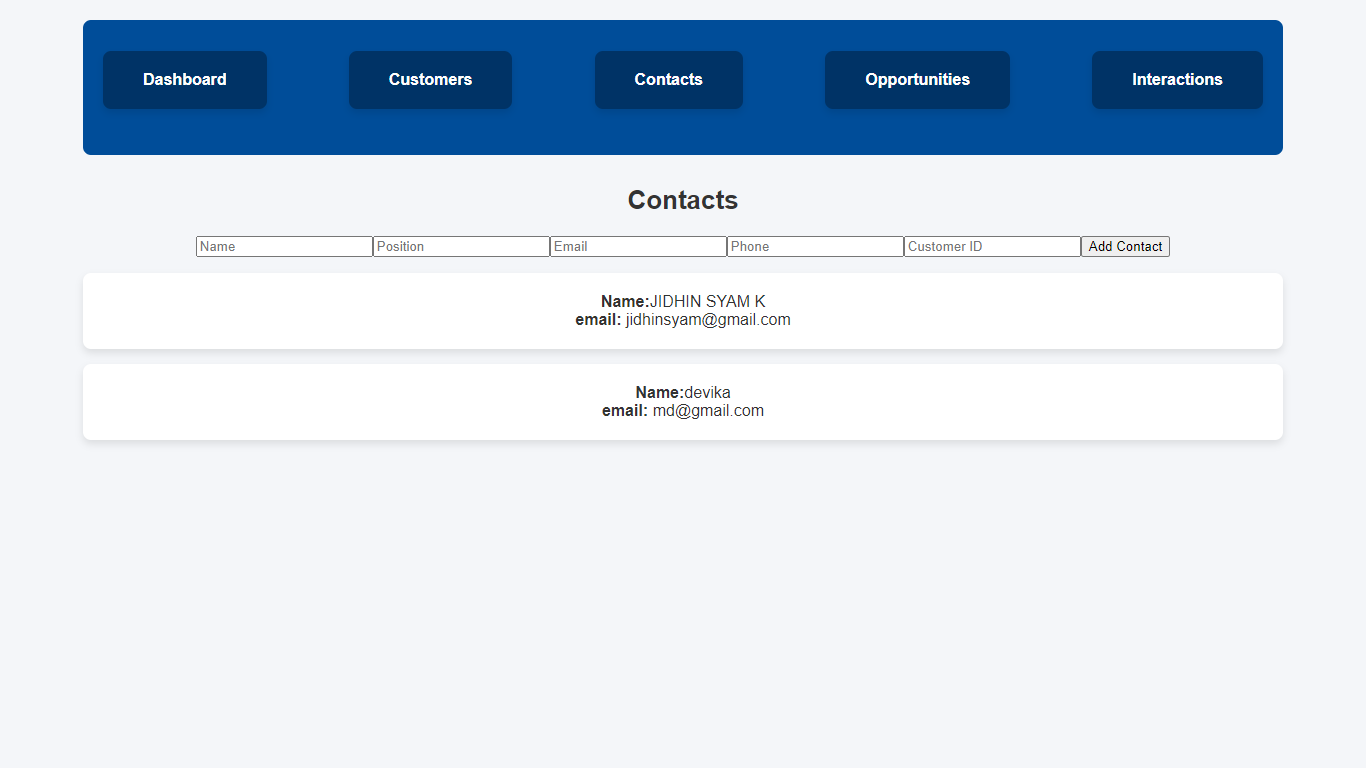 Dashboard Customers Contacts Opportunities Interactions
Contacts
Name Position Email Phone Customer ID Add Contact
Name:JIDHIN SYAM K
email: jidhinsyam@gmail.com
Name:devika
email: md@gmail.com